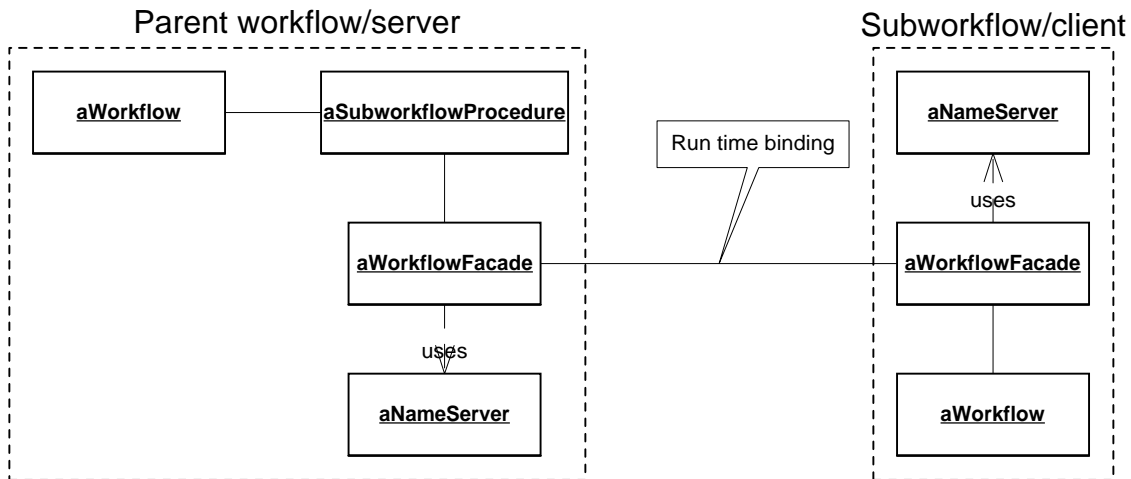 Parent workflow/server
Subworkflow/client
aWorkflow
aSubworkflowProcedure
aNameServer
Run time binding
uses
aWorkflowFacade
aWorkflowFacade
uses
aNameServer
aWorkflow